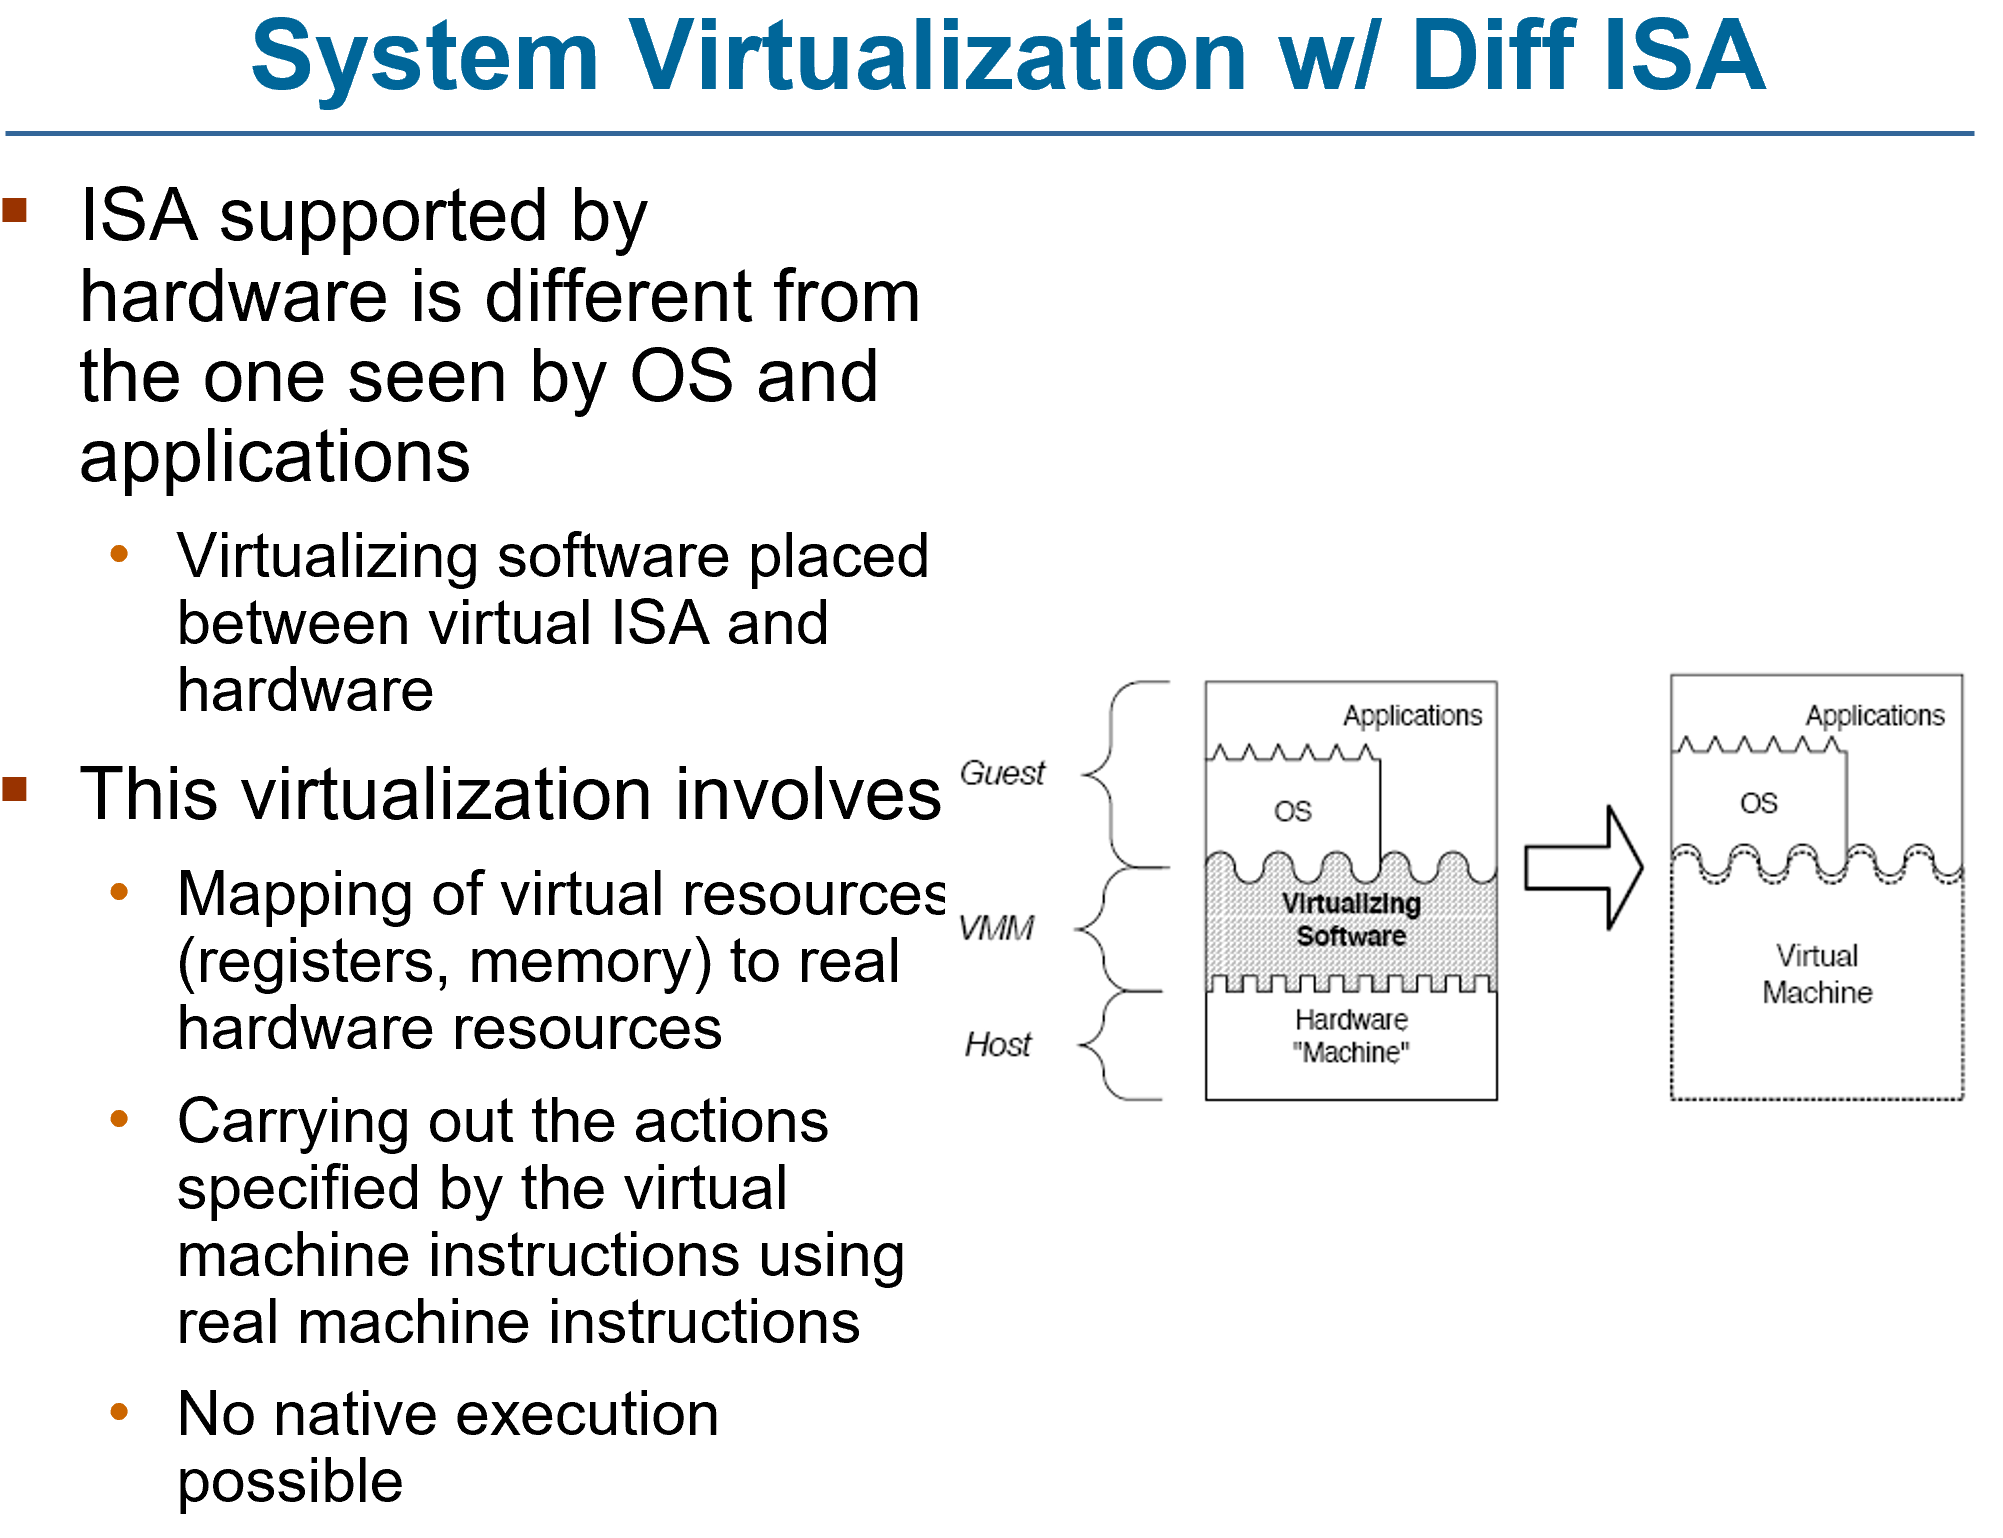 System Virtualization w/ Diff ISA
ISA supported by
hardware is different from
the one seen by OS and
applications
Virtualizing software placed
between virtual ISA and
hardware
This virtualization involves
Mapping of virtual resources
(registers, memory) to real
hardware resources
Carrying out the actions
specified by the virtual
machine instructions using
real machine instructions
No native execution
possible
Guest
VMM
Host
Applications
OS
Virtualizing
Software
Hardware
"Machine"
Applications
OS
Virtual
Machine